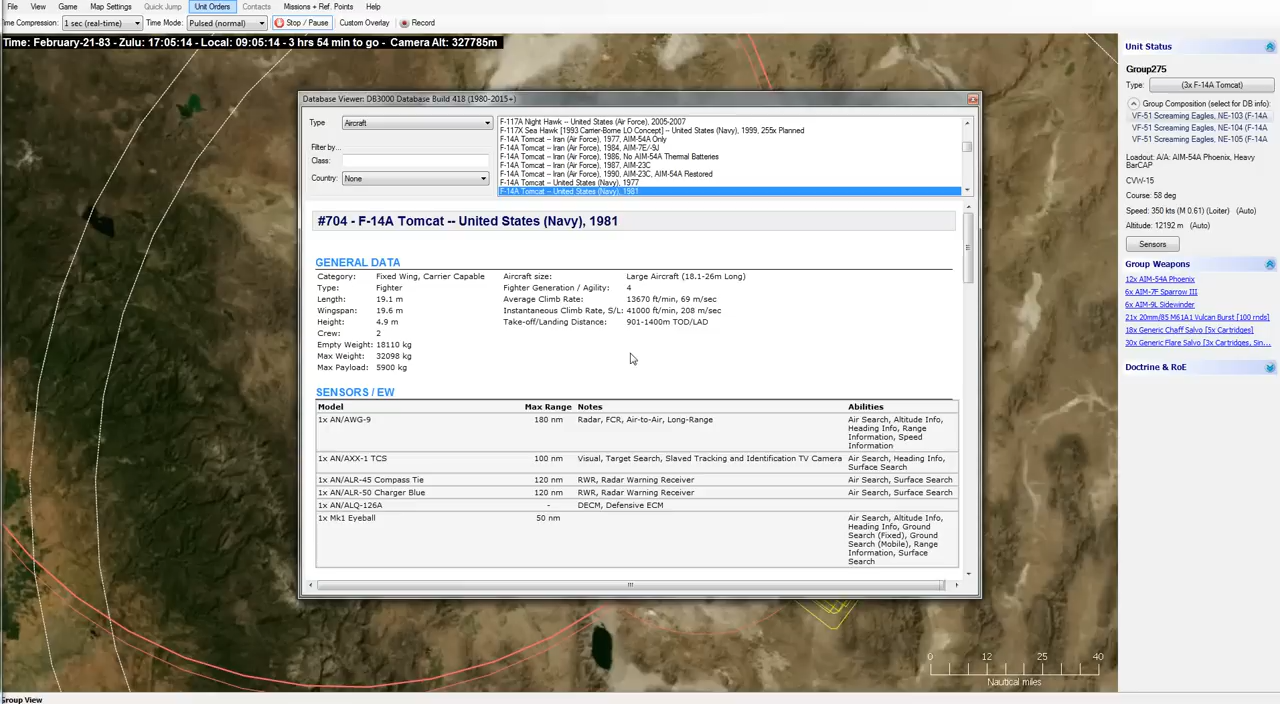 File View Game Map Settings Quick Jump Unit Orders Contacts Missions + Ref. Points Help
ime Compression: 1 sec (real-time) Time Mode: Pulsed (normal) Stop / Pause Custom Overlay Record
Time: February-21-83 - Zulu: 17:05:14 - Local: 09:05:14 - 3 hrs 54 min to go - Camera Alt: 327785m
Database Viewer: DB3000 Database Build 418 (1980-2015+)
Type Aircraft
Filter by...
Class:
Country: None
F-117A Night Hawk -- United States (Air Force), 2005-2007
F-117X Sea Hawk [1993 Carrier-Borne LO Concept] -- United States (Navy), 1999, 255x Planned
F-14A Tomcat -- Iran (Air Force), 1977, AIM-54A Only
F-14A Tomcat -- Iran (Air Force), 1984, AIM-7E/-9J
F-14A Tomcat -- Iran (Air Force), 1986, No AIM-54A Thermal Batteries
F-14A Tomcat -- Iran (Air Force), 1987, AIM-23C
F-14A Tomcat -- Iran (Air Force), 1990, AIM-23C, AIM-54A Restored
F-14A Tomcat -- United States (Navy), 1977
F-14A Tomcat -- United States (Navy), 1981
#704 - F-14A Tomcat -- United States (Navy), 1981
GENERAL DATA
Category: Fixed Wing, Carrier Capable Aircraft size: Large Aircraft (18.1-26m Long)
Type: Fighter Fighter Generation / Agility: 4
Length: 19.1 m Average Climb Rate: 13670 ft/min, 69 m/sec
Wingspan: 19.6 m Instantaneous Climb Rate, S/L: 41000 ft/min, 208 m/sec
Height: 4.9 m Take-off/Landing Distance: 901-1400m TOD/LAD
Crew: 2
Empty Weight: 18110 kg
Max Weight: 32098 kg
Max Payload: 5900 kg
SENSORS / EW
Model Max Range Notes Abilities
1x AN/AWG-9 180 nm Radar, FCR, Air-to-Air, Long-Range Air Search, Altitude Info,
Heading Info, Range
Information, Speed
Information
1x AN/AXX-1 TCS 100 nm Visual, Target Search, Slaved Tracking and Identification TV Camera Air Search, Heading Info,
Surface Search
1x AN/ALR-45 Compass Tie 120 nm RWR, Radar Warning Receiver Air Search, Surface Search
1x AN/ALR-50 Charger Blue 120 nm RWR, Radar Warning Receiver Air Search, Surface Search
1x AN/ALQ-126A - DECM, Defensive ECM
1x Mk1 Eyeball 50 nm Air Search, Altitude Info,
Heading Info, Ground
Search (Fixed), Ground
Search (Mobile), Range
Information, Surface
Search
Unit Status
Group275
Type: (3x F-14A Tomcat)
Group Composition (select for DB info):
VF-51 Screaming Eagles, NE-103 (F-14A
VF-51 Screaming Eagles, NE-104 (F-14A
VF-51 Screaming Eagles, NE-105 (F-14A
Loadout: A/A: AIM-54A Phoenix, Heavy
BarCAP
CVW-15
Course: 58 deg
Speed: 350 kts (M 0.61) (Loiter) (Auto)
Altitude: 12192 m (Auto)
Sensors
Group Weapons
12x AIM-54A Phoenix
6x AIM-7F Sparrow III
6x AIM-9L Sidewinder
21x 20mm/85 M61A1 Vulcan Burst [100 rnds]
18x Generic Chaff Salvo [5x Cartridges]
30x Generic Flare Salvo [3x Cartridges, Sin...
Doctrine & RoE
0 12 25 40
Nautical miles
Group View